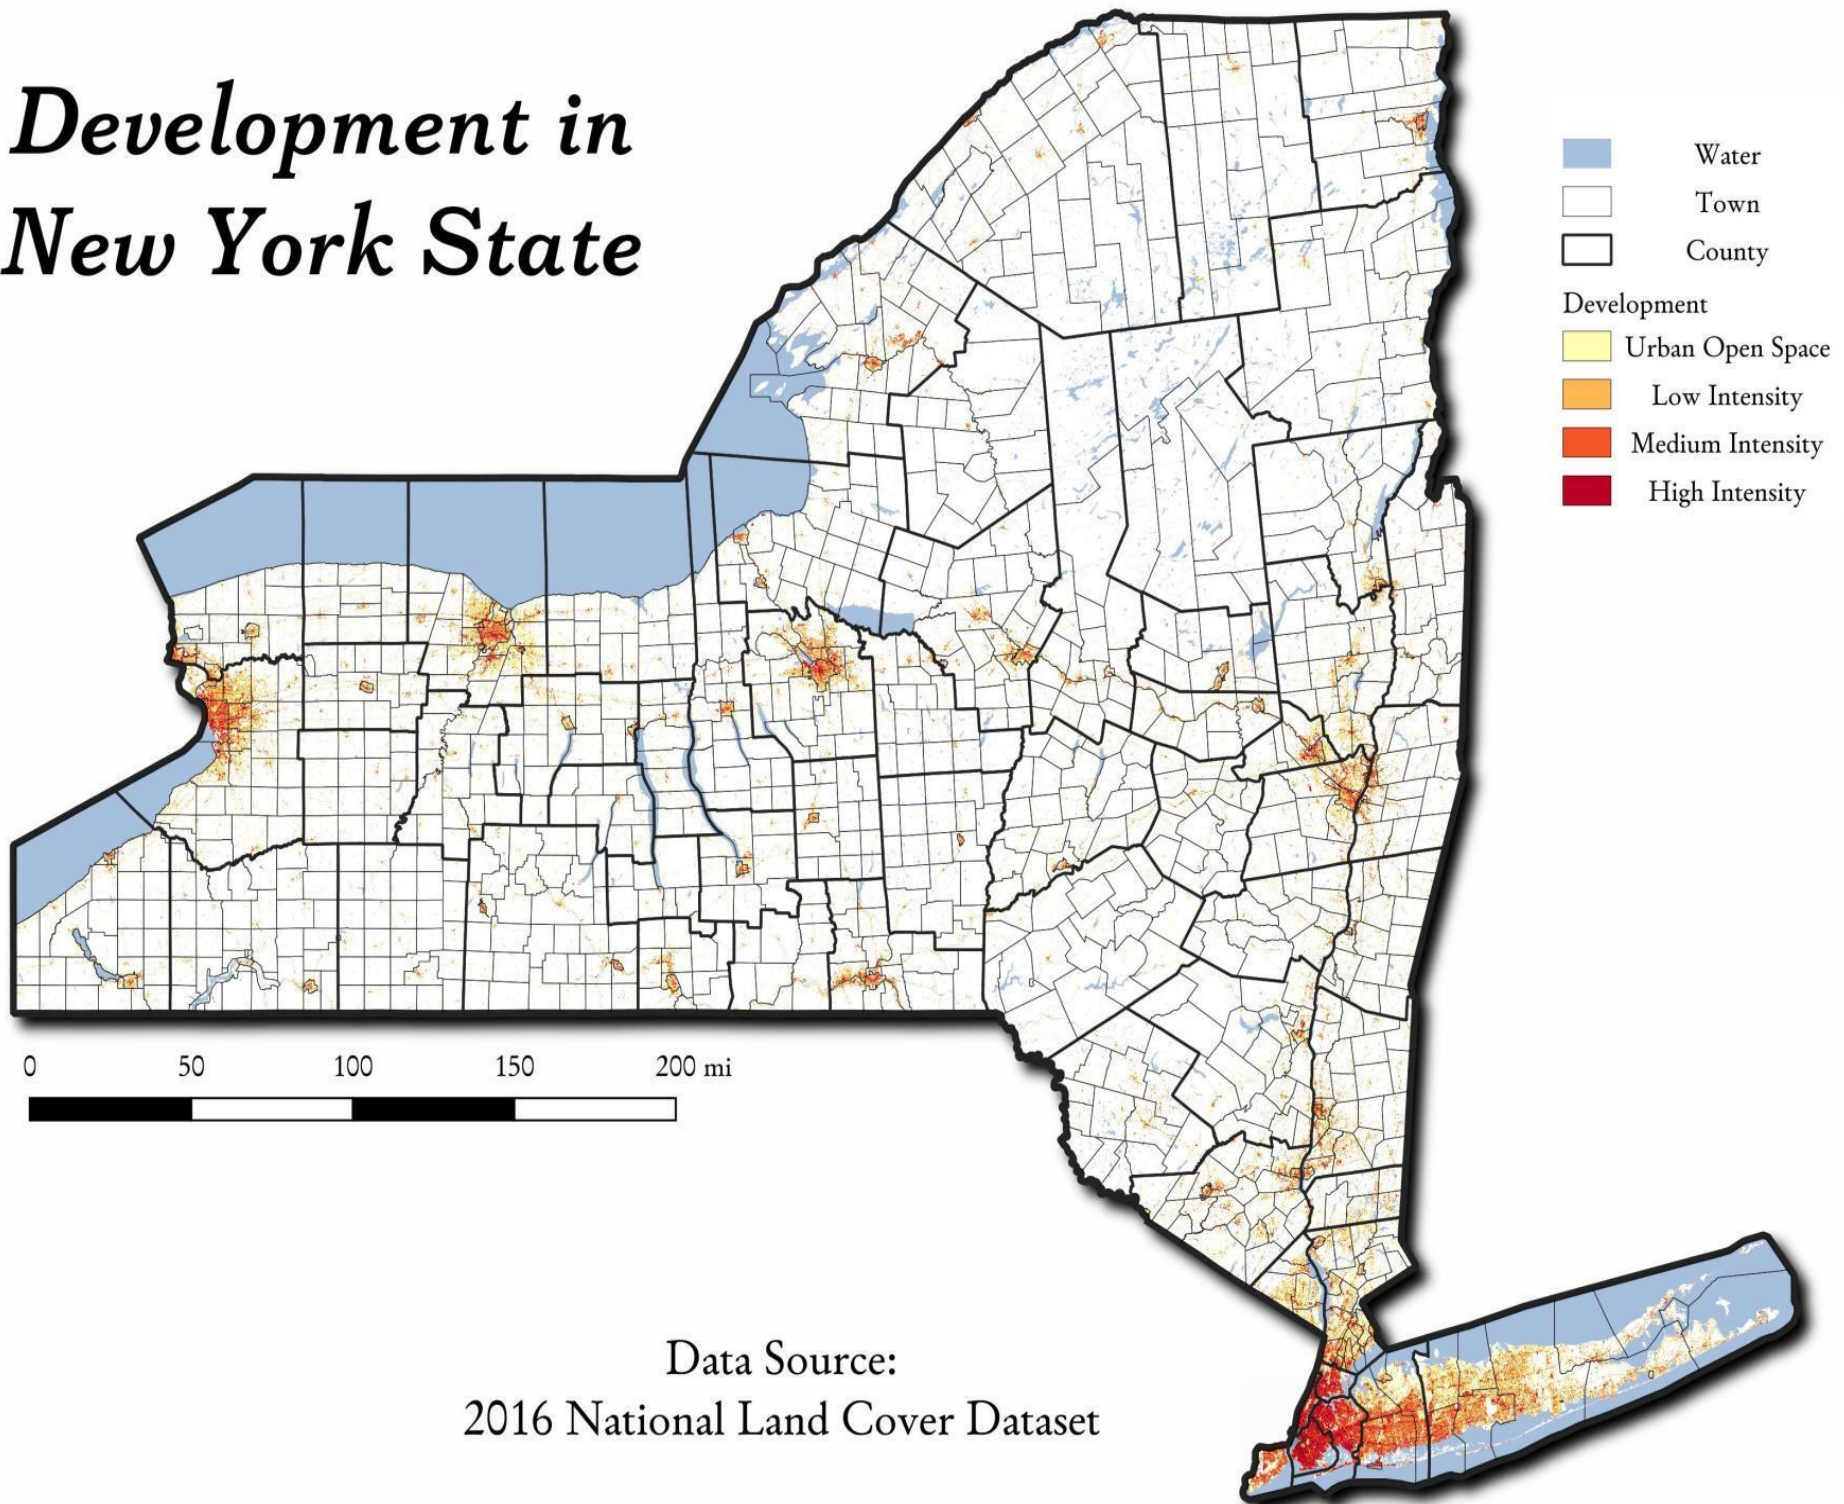 Development in
New York State
Water
Town
County
Development
Urban Open Space
Low Intensity
Medium Intensity
High Intensity
0 50 100 150 200 mi
Data Source:
2016 National Land Cover Dataset